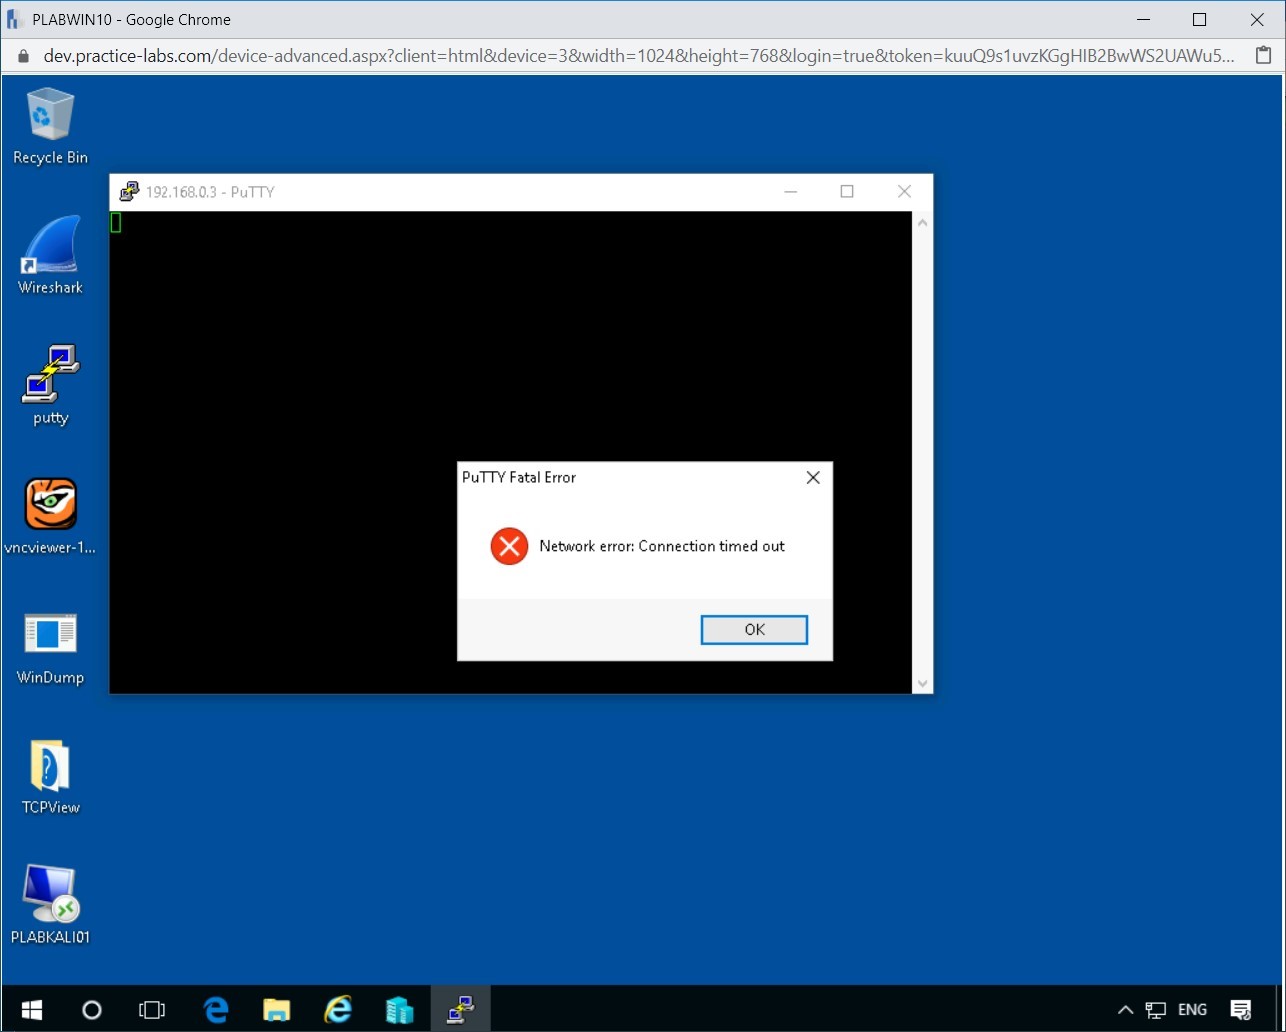 PLABWIN10 - Google Chrome
dev.practice-labs.com/device-advanced.aspx?client=html&device=3&width=1024&height=768&login=true&token=kuuQ9s1uvzKGgHIB2BwWS2UAWu5...
Recycle Bin
192.168.0.3 - PuTTY
Wireshark
putty
PuTTY Fatal Error
Network error: Connection timed out
vncviewer-1...
OK
WinDump
TCPView
PLABKALI01
ENG